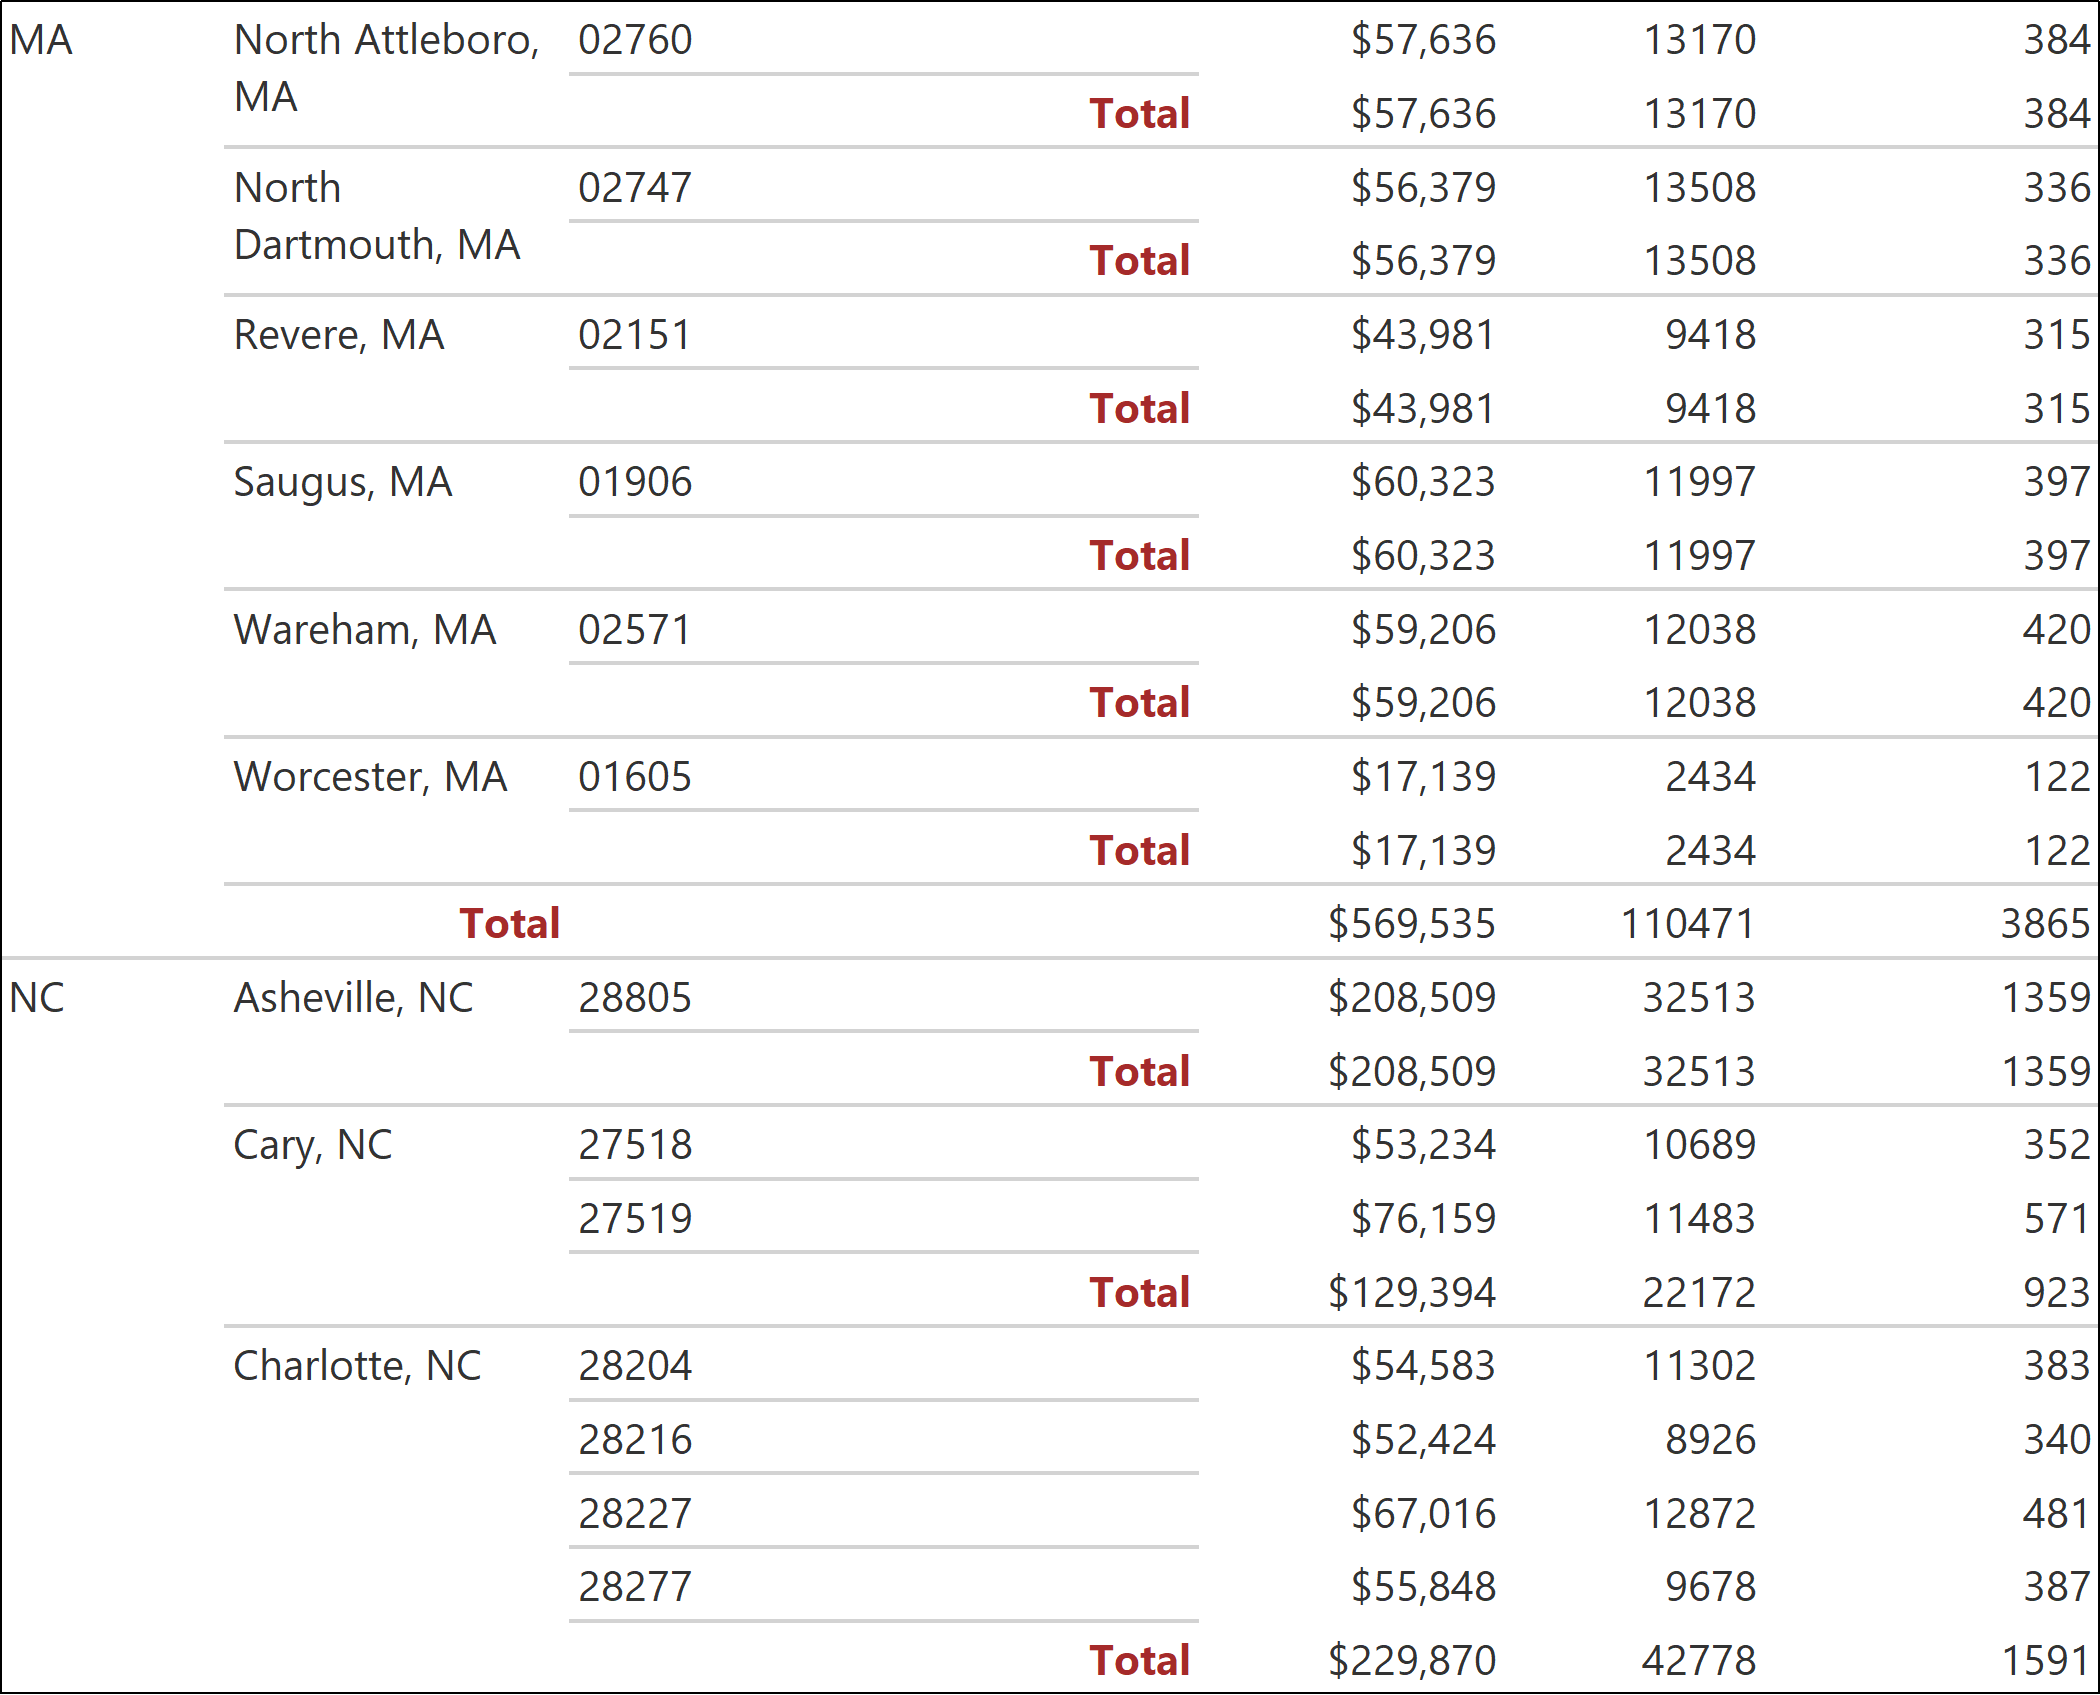 MA North Attleboro, 02760 $57,636 13170 384
MA
Total $57,636 13170 384
North 02747 $56,379 13508 336
Dartmouth, MA
Total $56,379 13508 336
Revere, MA 02151 $43,981 9418 315
Total $43,981 9418 315
Saugus, MA 01906 $60,323 11997 397
Total $60,323 11997 397
Wareham, MA 02571 $59,206 12038 420
Total $59,206 12038 420
Worcester, MA 01605 $17,139 2434 122
Total $17,139 2434 122
Total $569,535 110471 3865
NC Asheville, NC 28805 $208,509 32513 1359
Total $208,509 32513 1359
Cary, NC 27518 $53,234 10689 352
27519 $76,159 11483 571
Total $129,394 22172 923
Charlotte, NC 28204 $54,583 11302 383
28216 $52,424 8926 340
28227 $67,016 12872 481
28277 $55,848 9678 387
Total $229,870 42778 1591